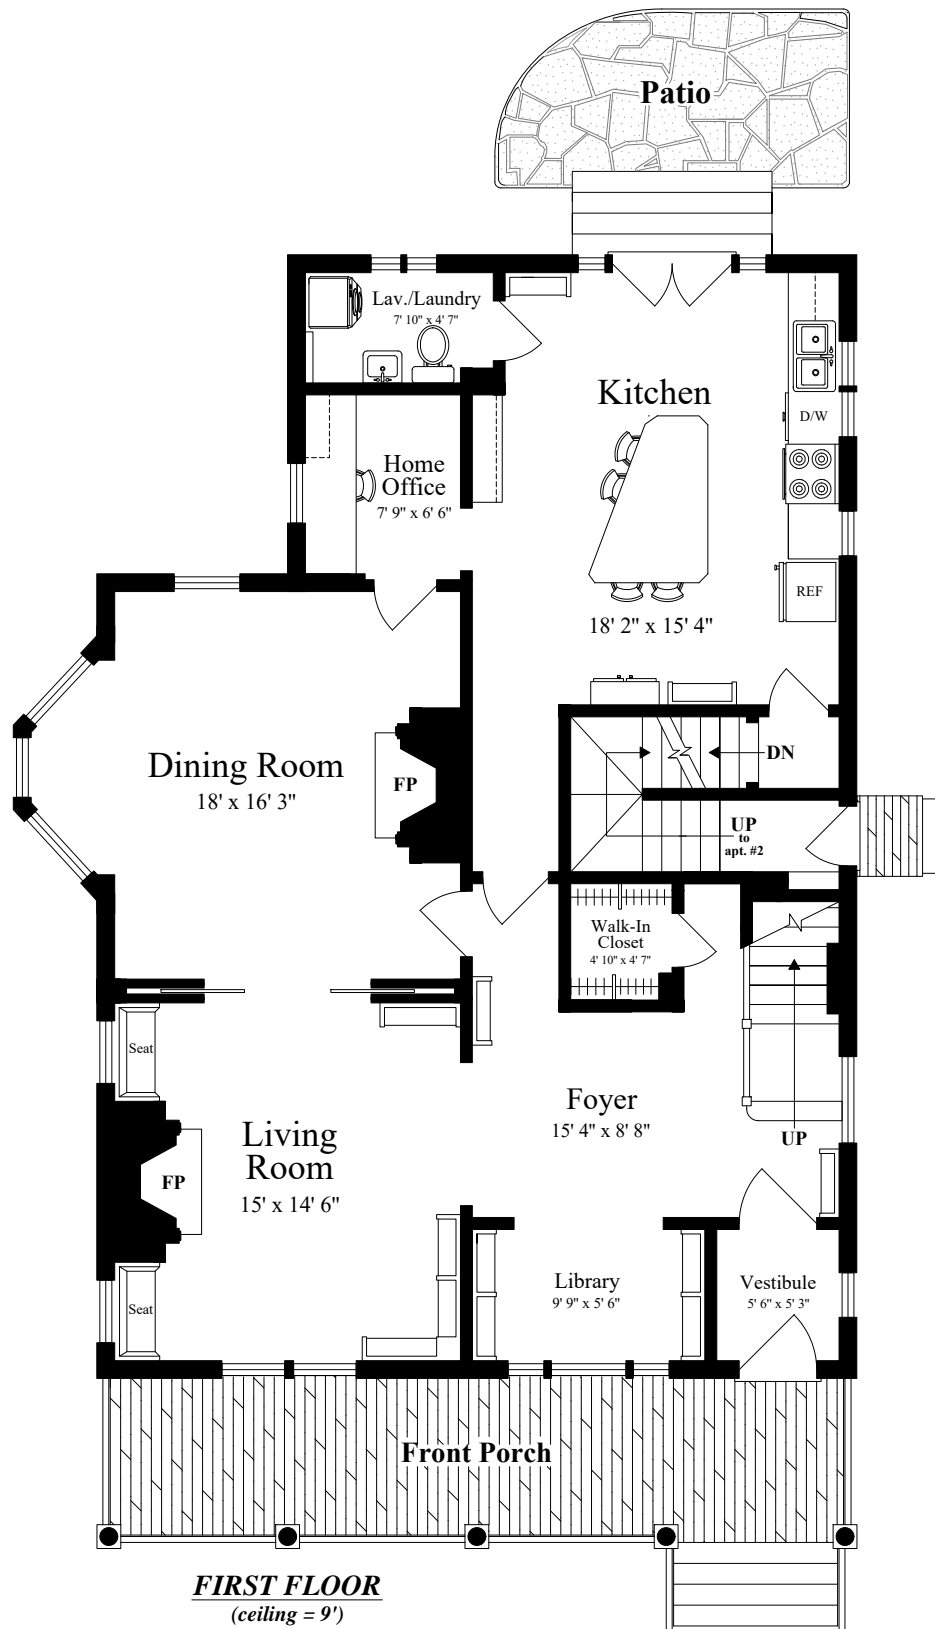 Patio
Lav./Laundry
7' 10" x 4' 7"
Kitchen
D/W
Home
Office
7' 9" x 6' 6"
REF
18' 2" x 15' 4"
Dining Room
18' x 16' 3"
FP
DN
UP
to
apt. #2
Walk-In
Closet
4' 10" x 4' 7"
Seat
Foyer
15' 4" x 8' 8"
UP
Living
Room
15' x 14' 6"
FP
Seat
Library
9' 9" x 5' 6"
Vestibule
5' 6" x 5' 3"
Front Porch
FIRST FLOOR
(ceiling = 9')